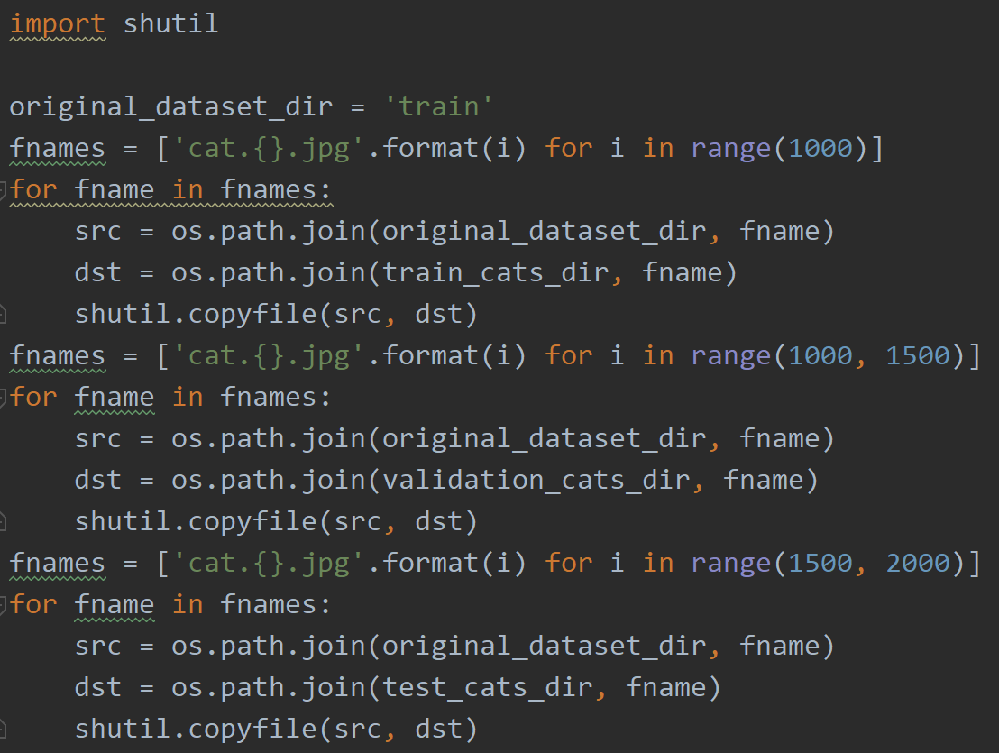 import shutil

original_dataset_dir = 'train'
fnames = ['cat.{}.jpg'.format(i) for i in range(1000)]
for fname in fnames:
    src = os.path.join(original_dataset_dir, fname)
    dst = os.path.join(train_cats_dir, fname)
    shutil.copyfile(src, dst)
fnames = ['cat.{}.jpg'.format(i) for i in range(1000, 1500)]
for fname in fnames:
    src = os.path.join(original_dataset_dir, fname)
    dst = os.path.join(validation_cats_dir, fname)
    shutil.copyfile(src, dst)
fnames = ['cat.{}.jpg'.format(i) for i in range(1500, 2000)]
for fname in fnames:
    src = os.path.join(original_dataset_dir, fname)
    dst = os.path.join(test_cats_dir, fname)
    shutil.copyfile(src, dst)